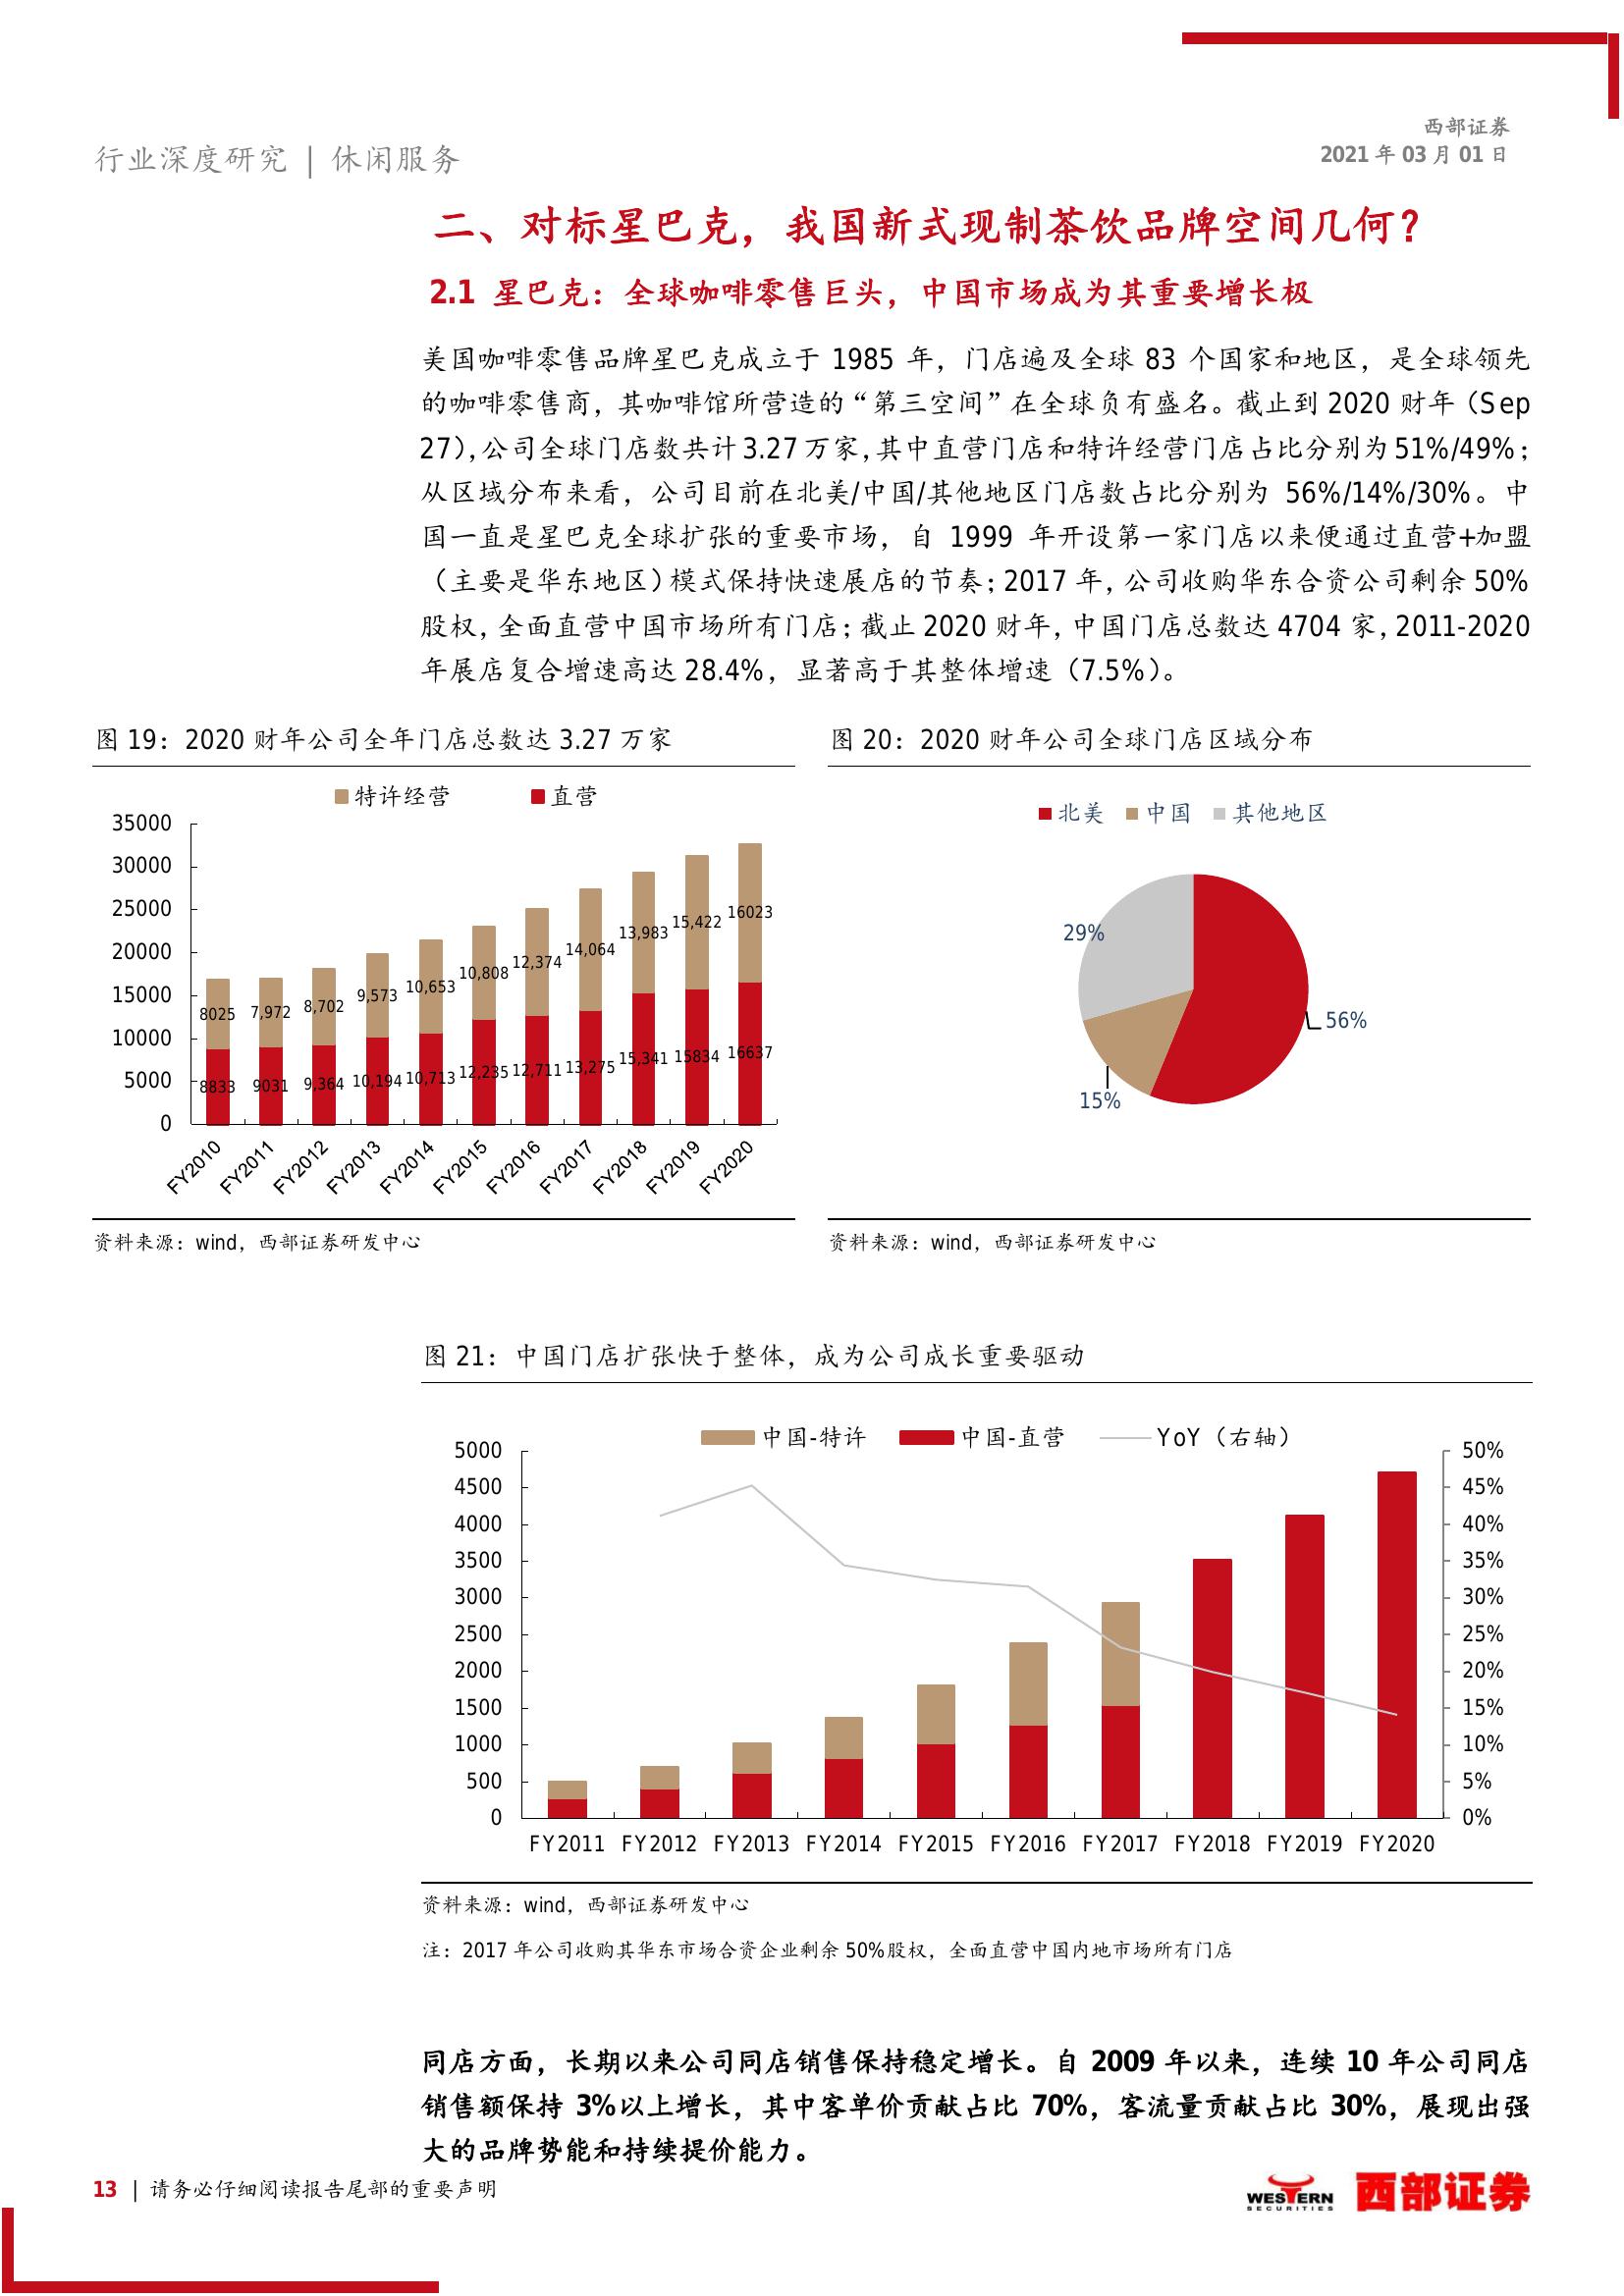 西部证券
2021 年 03 月 01 日
行业深度研究 | 休闲服务
二、对标星巴克，我国新式现制茶饮品牌空间几何？
2.1 星巴克：全球咖啡零售巨头，中国市场成为其重要增长极
美国咖啡零售品牌星巴克成立于 1985 年，门店遍及全球 83 个国家和地区，是全球领先
的咖啡零售商，其咖啡馆所营造的“第三空间”在全球负有盛名。截止到 2020 财年（Sep
27），公司全球门店数共计 3.27 万家，其中直营门店和特许经营门店占比分别为 51%/49%；
从区域分布来看，公司目前在北美/中国/其他地区门店数占比分别为 56%/14%/30%。中
国一直是星巴克全球扩张的重要市场，自 1999 年开设第一家门店以来便通过直营+加盟
（主要是华东地区）模式保持快速展店的节奏；2017 年，公司收购华东合资公司剩余 50%
股权，全面直营中国市场所有门店；截止 2020 财年，中国门店总数达 4704 家，2011-2020
年展店复合增速高达 28.4%，显著高于其整体增速（7.5%）。
图 19：2020 财年公司全年门店总数达 3.27 万家
特许经营 直营
35000
30000
25000
20000
15000
10000
5000
0
8025 7,972 8,702 9,573 10,653 10,808 12,374 14,064 13,983 15,422 16023
8833 9031 9,364 10,194 10,713 12,235 12,711 13,275 15,341 15834 16637
FY2010 FY2011 FY2012 FY2013 FY2014 FY2015 FY2016 FY2017 FY2018 FY2019 FY2020
资料来源：wind，西部证券研发中心
图 20：2020 财年公司全球门店区域分布
北美 中国 其他地区
29%
56%
15%
资料来源：wind，西部证券研发中心
图 21：中国门店扩张快于整体，成为公司成长重要驱动
中国-特许 中国-直营 YoY（右轴）
5000 50%
4500 45%
4000 40%
3500 35%
3000 30%
2500 25%
2000 20%
1500 15%
1000 10%
500 5%
0 0%
FY2011 FY2012 FY2013 FY2014 FY2015 FY2016 FY2017 FY2018 FY2019 FY2020
资料来源：wind，西部证券研发中心
注：2017 年公司收购其华东市场合资企业剩余 50%股权，全面直营中国内地市场所有门店
同店方面，长期以来公司同店销售保持稳定增长。自 2009 年以来，连续 10 年公司同店
销售额保持 3%以上增长，其中客单价贡献占比 70%，客流量贡献占比 30%，展现出强
大的品牌势能和持续提价能力。
13 | 请务必仔细阅读报告尾部的重要声明
WESTERN
SECURITIES
西部证券